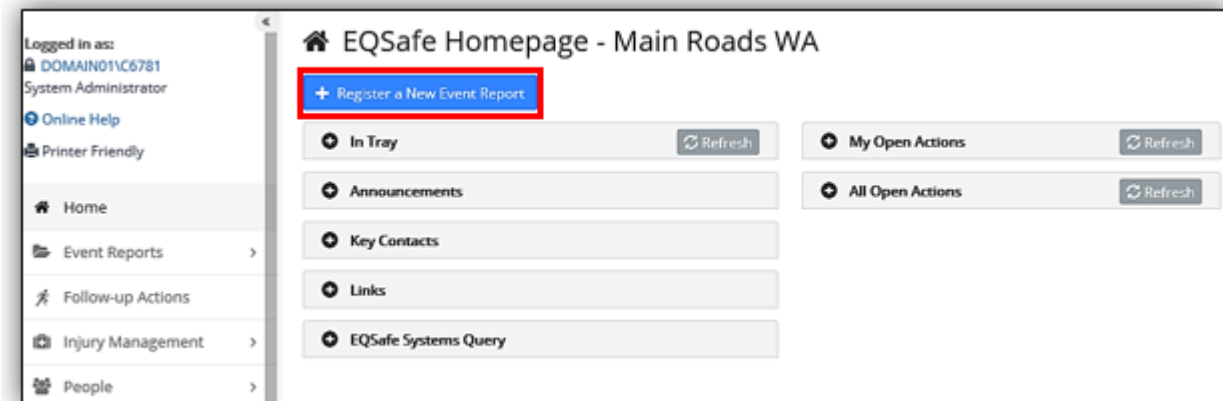 Logged in as:
DOMAIN01\C6781
System Administrator
Online Help
Printer Friendly
Home
Event Reports
Follow-up Actions
Injury Management
People
EQSafe Homepage - Main Roads WA
Register a New Event Report
In Tray Refresh
Announcements
Key Contacts
Links
EQSafe Systems Query
My Open Actions Refresh
All Open Actions Refresh